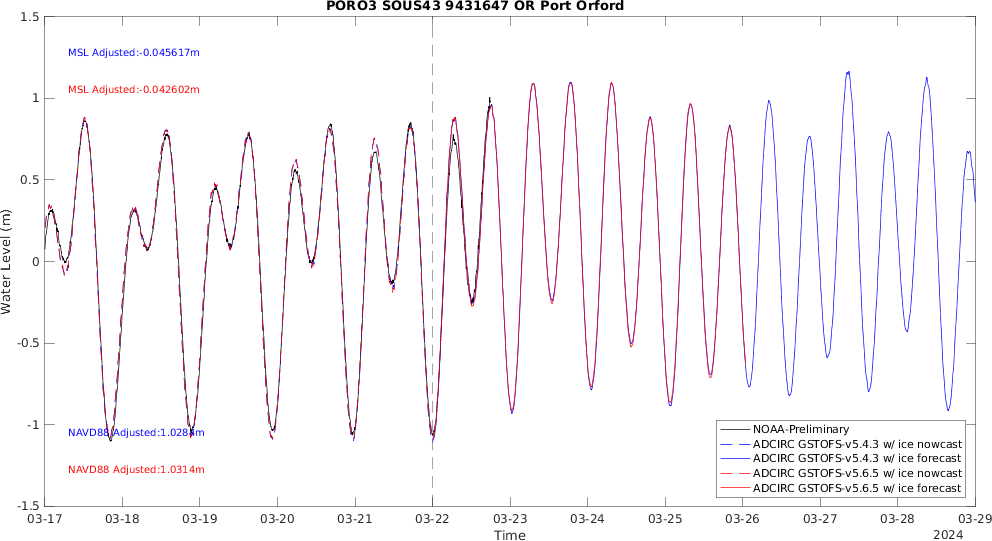 PORO3 SOUS43 9431647 OR Port Orford
MSL Adjusted:-0.045617m
MSL Adjusted:-0.042602m
NAVD88 Adjusted:1.0284m
NAVD88 Adjusted:1.0314m
Water Level (m)
1.5
1
0.5
0
-0.5
-1
-1.5
NOAA-Preliminary
ADCIRC GSTOFS-v5.4.3 w/ ice nowcast
ADCIRC GSTOFS-v5.4.3 w/ ice forecast
ADCIRC GSTOFS-v5.6.5 w/ ice nowcast
ADCIRC GSTOFS-v5.6.5 w/ ice forecast
03-17 03-18 03-19 03-20 03-21 03-22 03-23 03-24 03-25 03-26 03-27 03-28 03-29
Time
2024